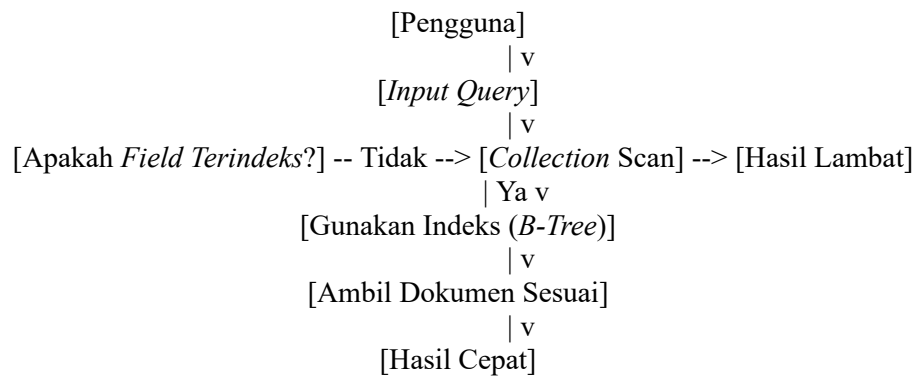 [Pengguna]
| v
[Input Query]
| v
[Apakah Field Terindeks?] -- Tidak --> [Collection Scan] --> [Hasil Lambat]
| Ya v
[Gunakan Indeks (B-Tree)]
| v
[Ambil Dokumen Sesuai]
| v
[Hasil Cepat]